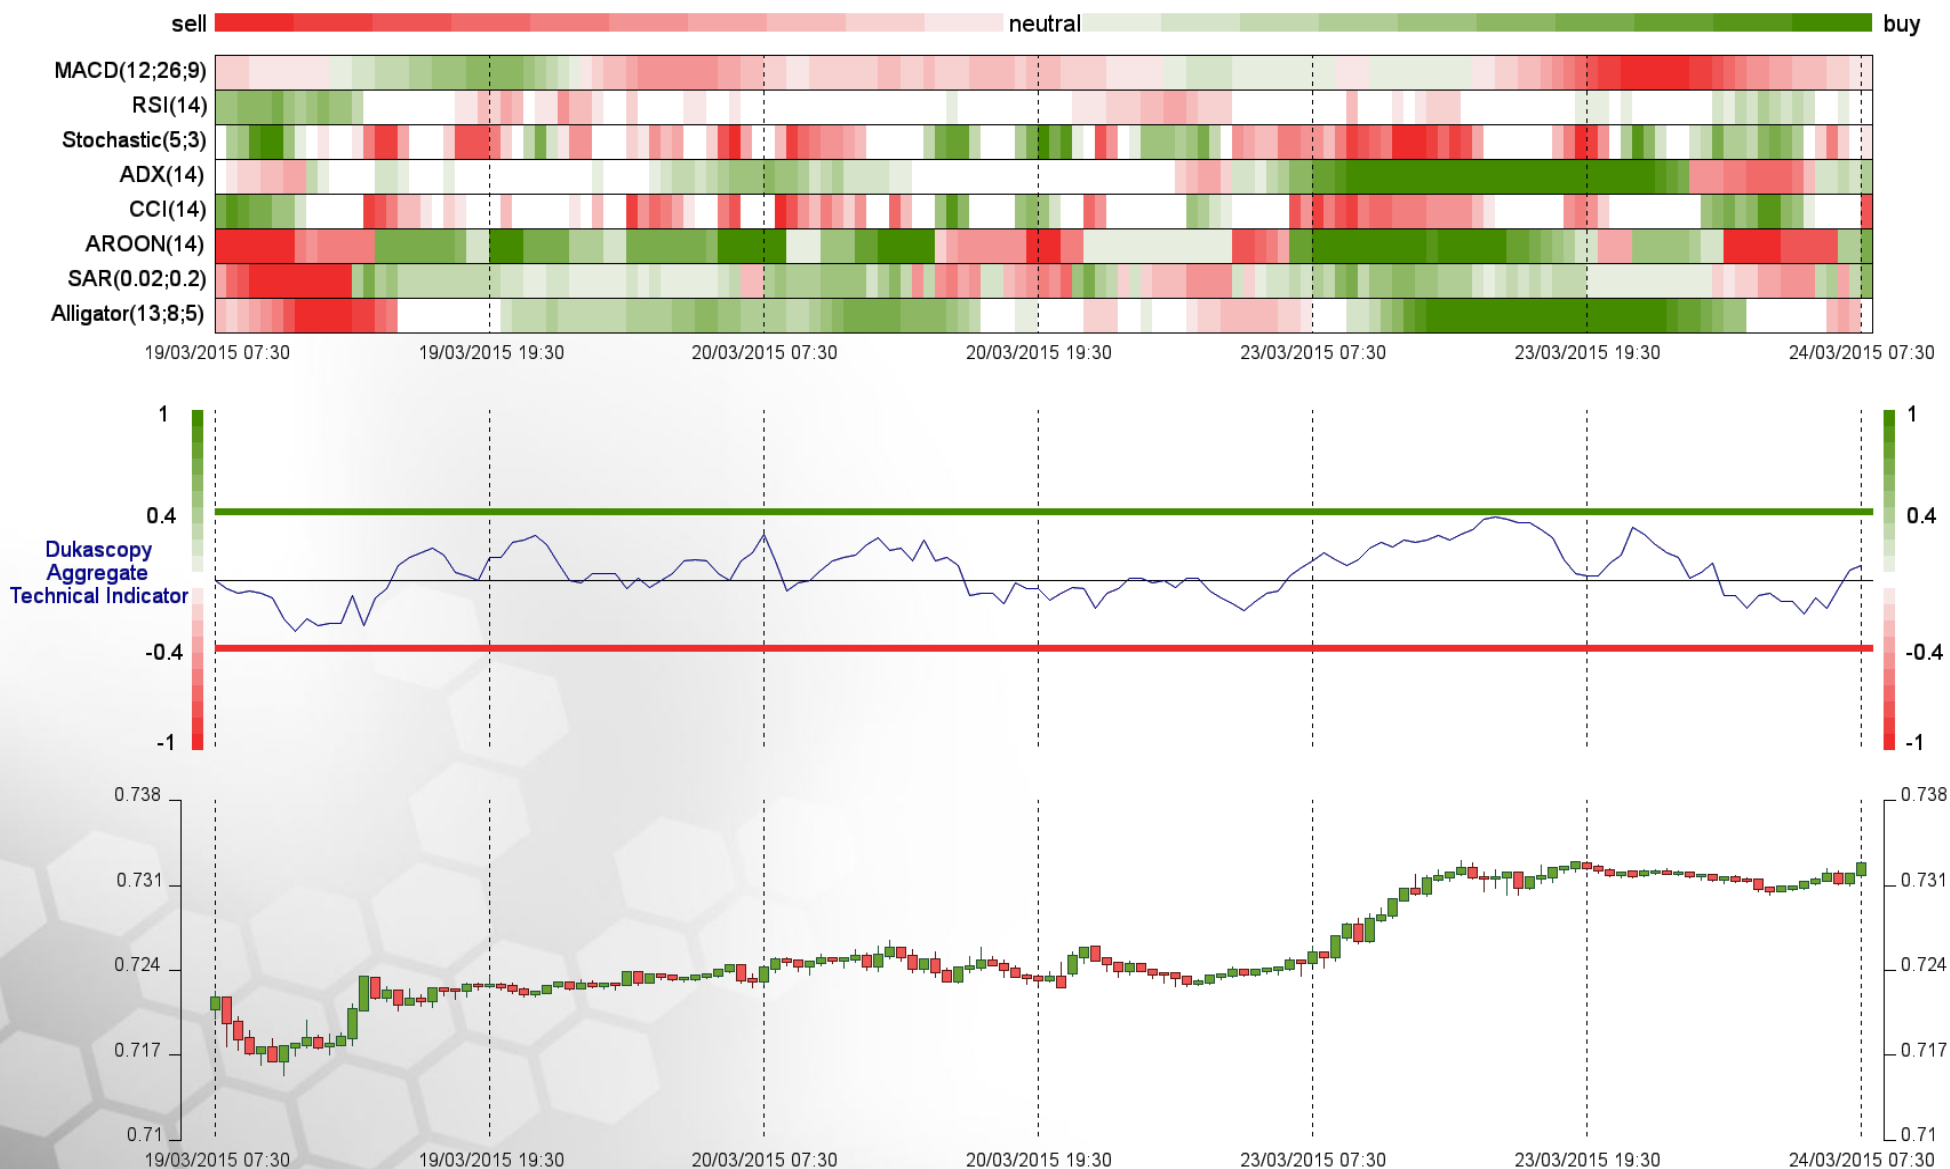 sell neutral buy
MACD(12;26;9)
RSI(14)
Stochastic(5;3)
ADX(14)
CCI(14)
AROON(14)
SAR(0.02;0.2)
Alligator(13;8;5)
19/03/2015 07:30 19/03/2015 19:30 20/03/2015 07:30 20/03/2015 19:30 23/03/2015 07:30 23/03/2015 19:30 24/03/2015 07:30
1 1
0.4 0.4
Dukascopy
Aggregate
Technical Indicator
-0.4 -0.4
-1 -1
0.738 0.738
0.731 0.731
0.724 0.724
0.717 0.717
0.71 0.71
19/03/2015 07:30 19/03/2015 19:30 20/03/2015 07:30 20/03/2015 19:30 23/03/2015 07:30 23/03/2015 19:30 24/03/2015 07:30